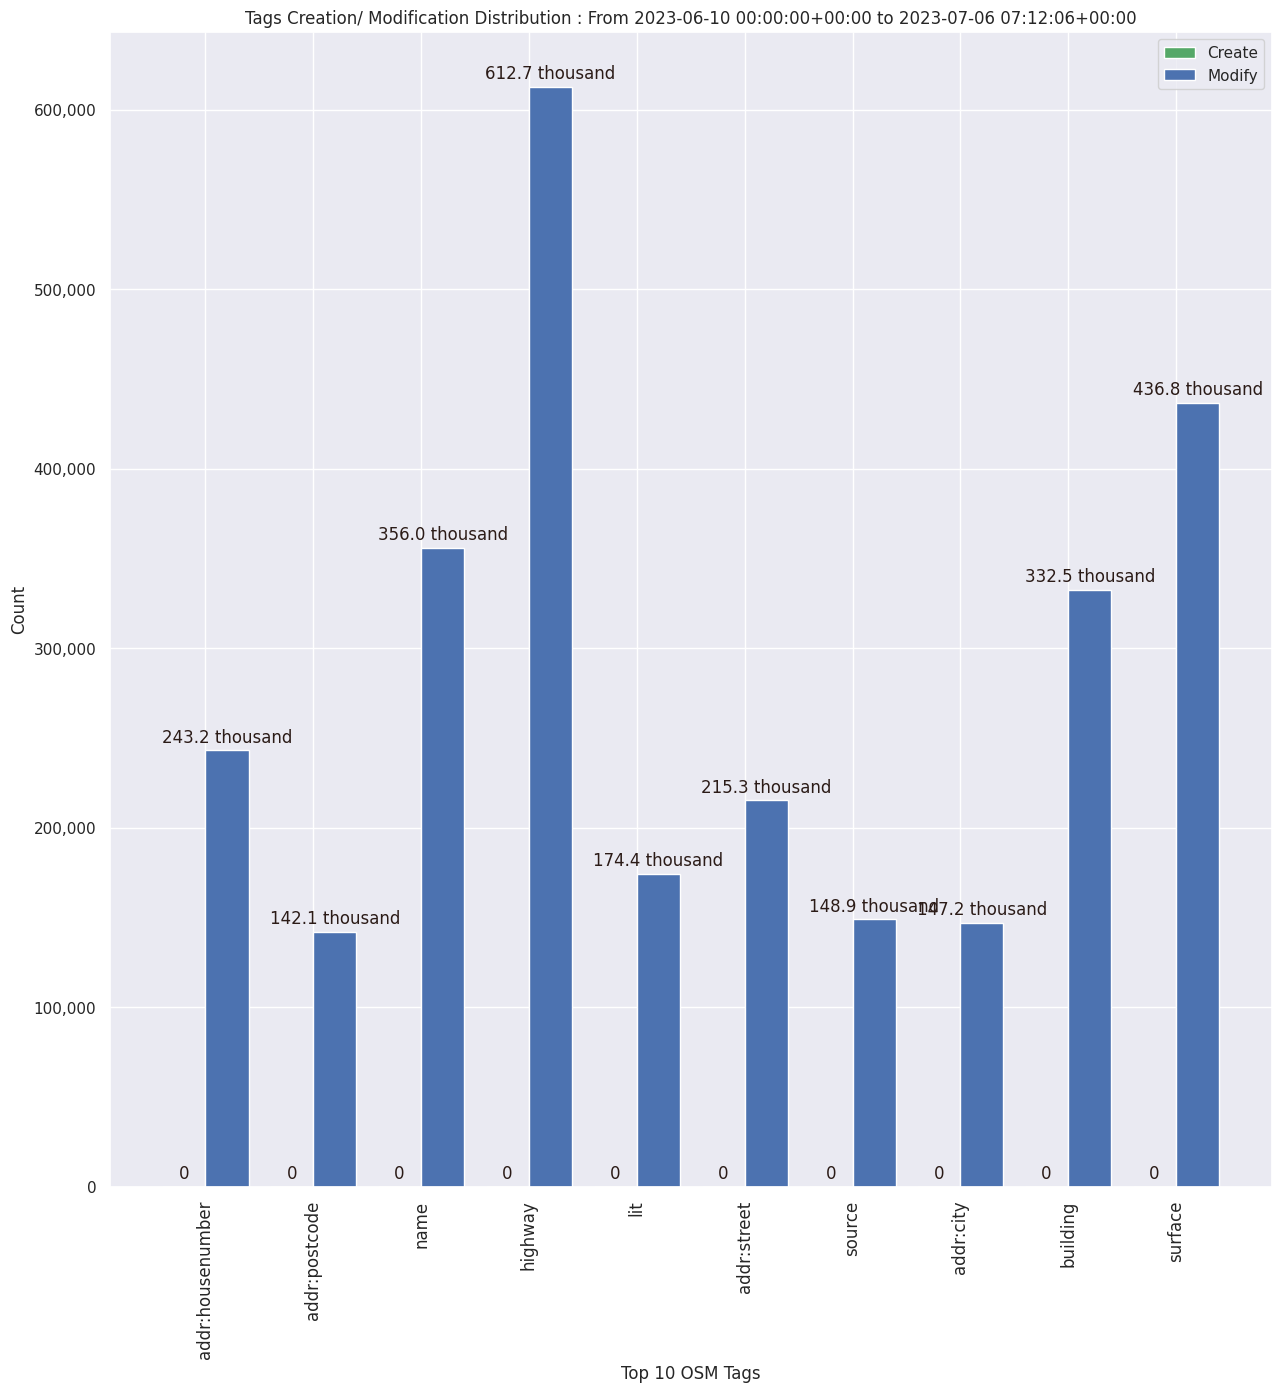 Tags Creation/ Modification Distribution : From 2023-06-10 00:00:00+00:00 to 2023-07-06 07:12:06+00:00
Create
Modify
612.7 thousand
600,000
500,000
436.8 thousand
400,000
356.0 thousand
332.5 thousand
300,000
243.2 thousand
215.3 thousand
200,000
174.4 thousand
148.9 thousand
147.2 thousand
142.1 thousand
100,000
0 0 0 0 0 0 0 0 0 0
0
Count
addr:housenumber
addr:postcode
name
highway
lit
addr:street
source
addr:city
building
surface
Top 10 OSM Tags